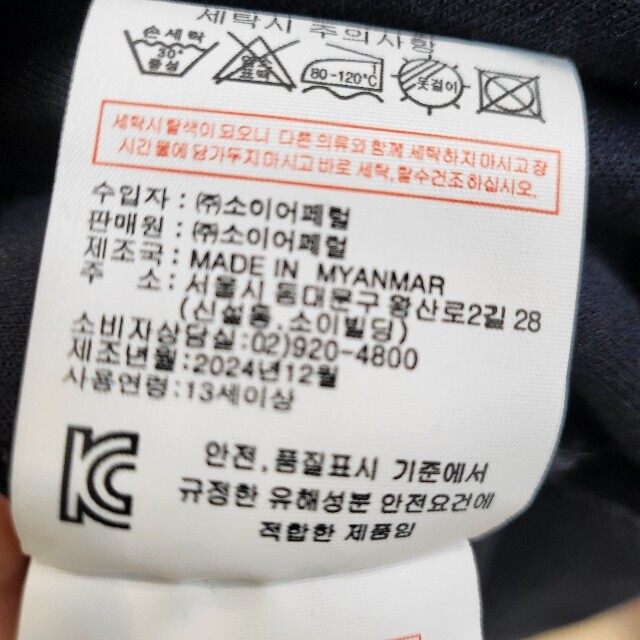 세탁시 주의사항
손세탁 30° 중성
염소 표백
80-120℃
옷걸이
세탁시 탈색이 되오니 다른 의류와 함께 세탁하지 마시고 장
시간 물에 담가두지 마시고 바로 세탁,탈수건조 하십시오.
수입자 : ㈜소이어패럴
판매원 : ㈜소이어패럴
제조국 : MADE IN MYANMAR
주 소 : 서울시 동대문구 왕산로2길 28
(신설동,소이빌딩)
소비자상담실:02)920-4800
제조년월:2024년12월
사용연령:13세이상
안전,품질표시 기준에서
규정한 유해성분 안전요건에
적합한 제품임